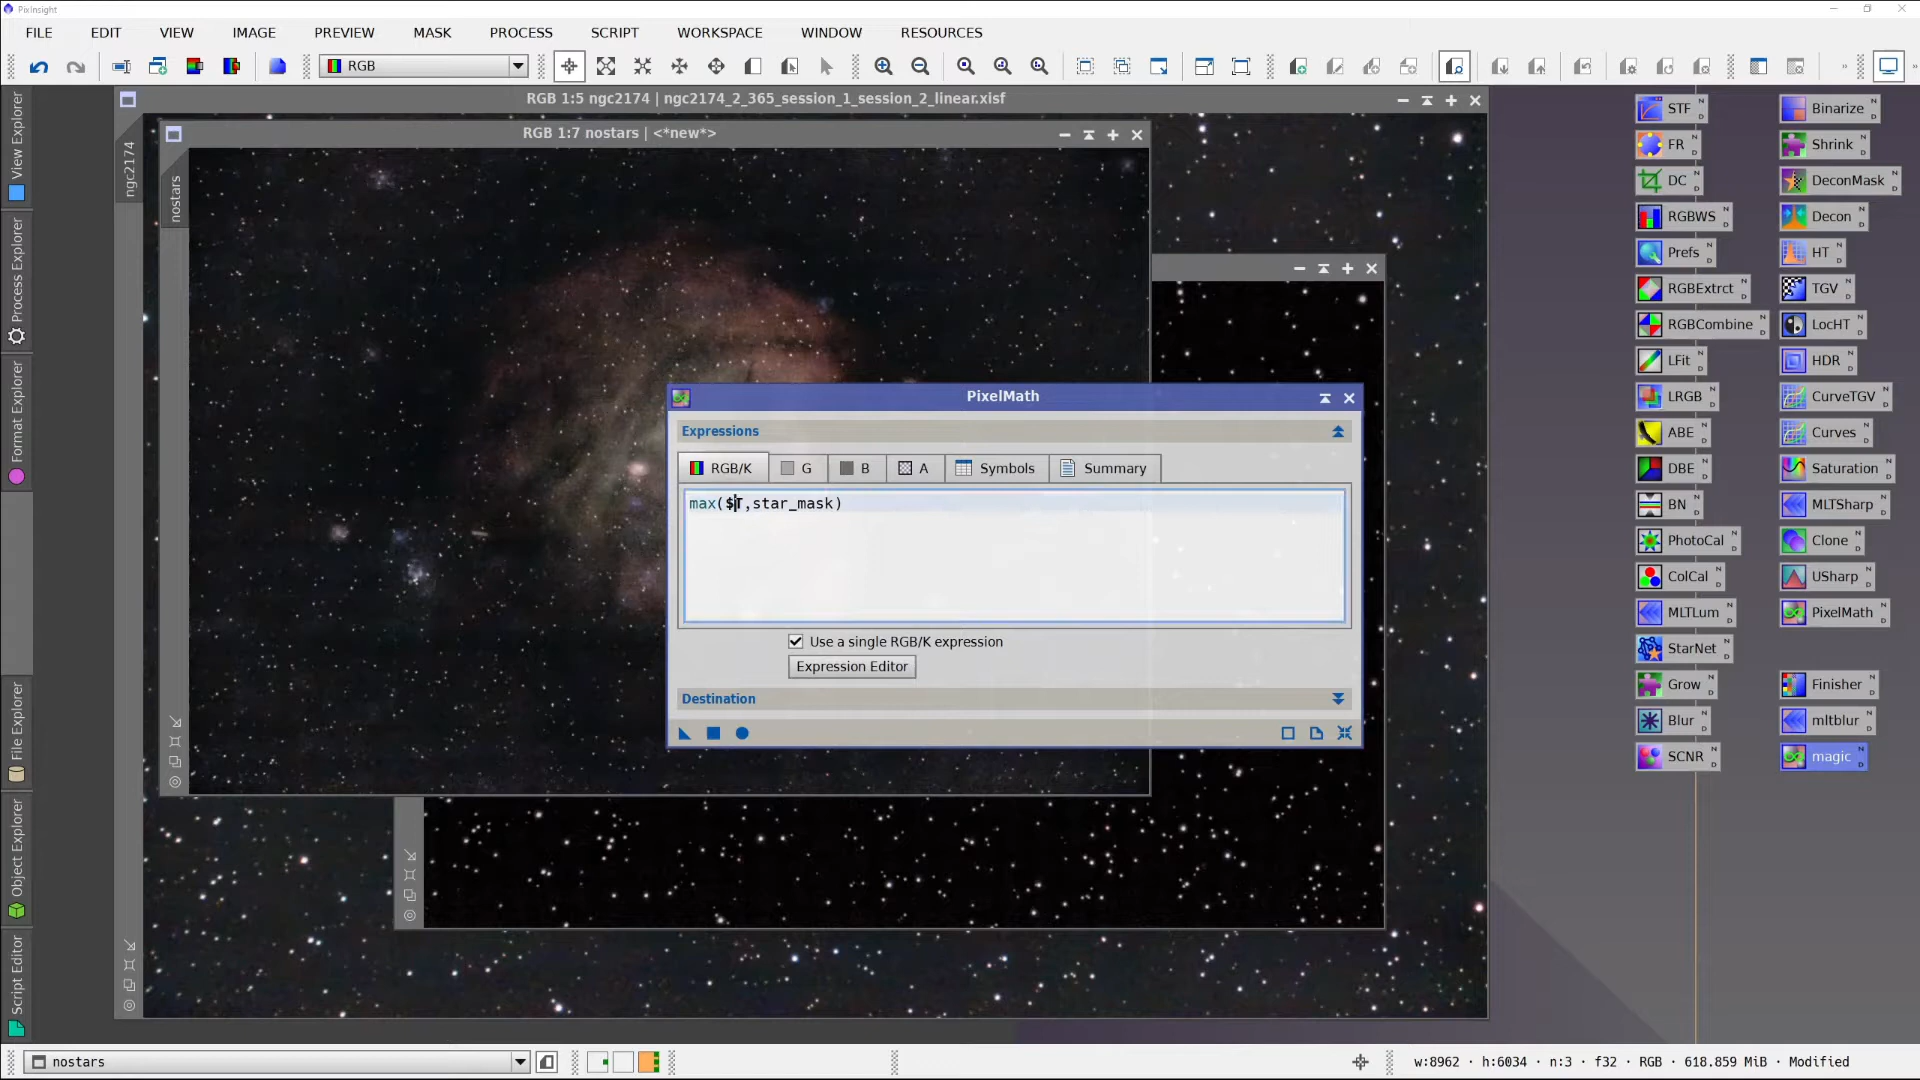 PixInsight
FILE EDIT VIEW IMAGE PREVIEW MASK PROCESS SCRIPT WORKSPACE WINDOW RESOURCES
RGB
View Explorer
Process Explorer
Format Explorer
File Explorer
Object Explorer
Script Editor
RGB 1:5 ngc2174 | ngc2174_2_365_session_1_session_2_linear.xisf
ngc2174
RGB 1:7 nostars | <*new*>
nostars
PixelMath
Expressions
RGB/K G B A Symbols Summary
max($T,star_mask)
Use a single RGB/K expression
Expression Editor
Destination
STF N D
FR N D
DC N D
RGBWS N D
Prefs N D
RGBExtrct N D
RGBCombine N D
LFit N D
LRGB N D
ABE N D
DBE N D
BN N D
PhotoCal N D
ColCal N D
MLTLum N D
StarNet N D
Grow N D
Blur N D
SCNR N D
Binarize N D
Shrink N D
DeconMask N D
Decon N D
HT N D
TGV N D
LocHT N D
HDR N D
CurveTGV N D
Curves N D
Saturation N D
MLTSharp N D
Clone N D
USharp N D
PixelMath N D
Finisher N D
mltblur N D
magic N D
nostars
w:8962 · h:6034 · n:3 · f32 · RGB · 618.859 MiB · Modified